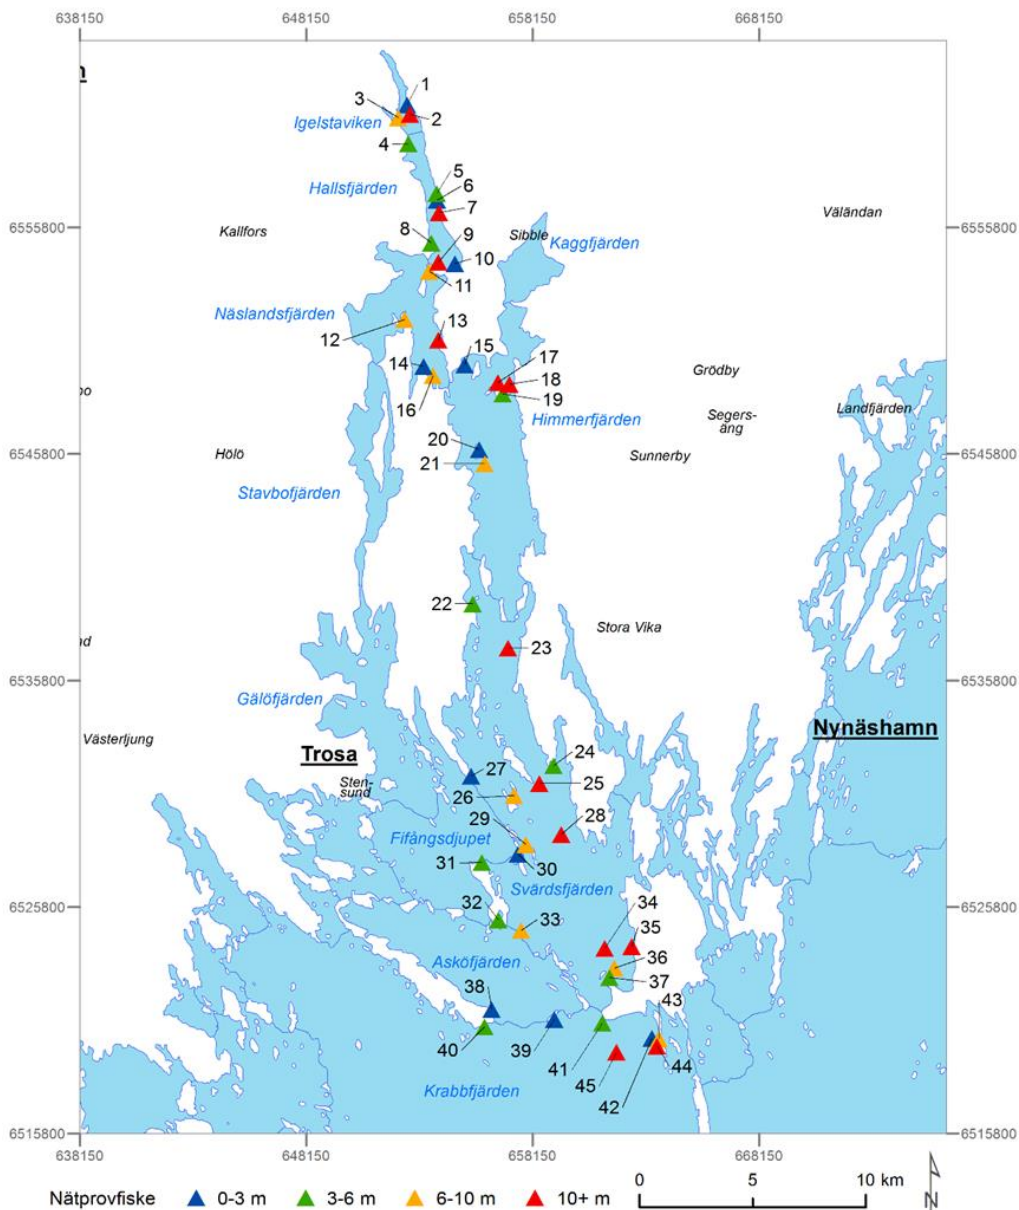 638150 648150 658150 668150
n
1
3
2
Igelstaviken
4
5
Hallsfjärden
6
7
Väländan
6555800 6555800
Kallfors
8
9
Sibble
Kaggfjärden
10
11
Näslandsfjärden
12
13
14
15
17
18
16
19
Grödby
Landfjärden
Himmerfjärden
Segers-
äng
20
Hölö
6545800 6545800
21
Sunnerby
Stavbofjärden
22
Stora Vika
nd
23
6535800 6535800
Gälöfjärden
Nynäshamn
Västerljung
Trosa
24
27
25
Sten-
sund
26
29
28
Fifångsdjupet
31
30
Svärdsfjärden
32
6525800 6525800
33
34
35
36
Asköfjärden
37
38
43
40
39
41
45
44
42
Krabbfjärden
6515800 6515800
638150 648150 658150 668150
Nätprovfiske 0-3 m 3-6 m 6-10 m 10+ m
0 5 10 km
N